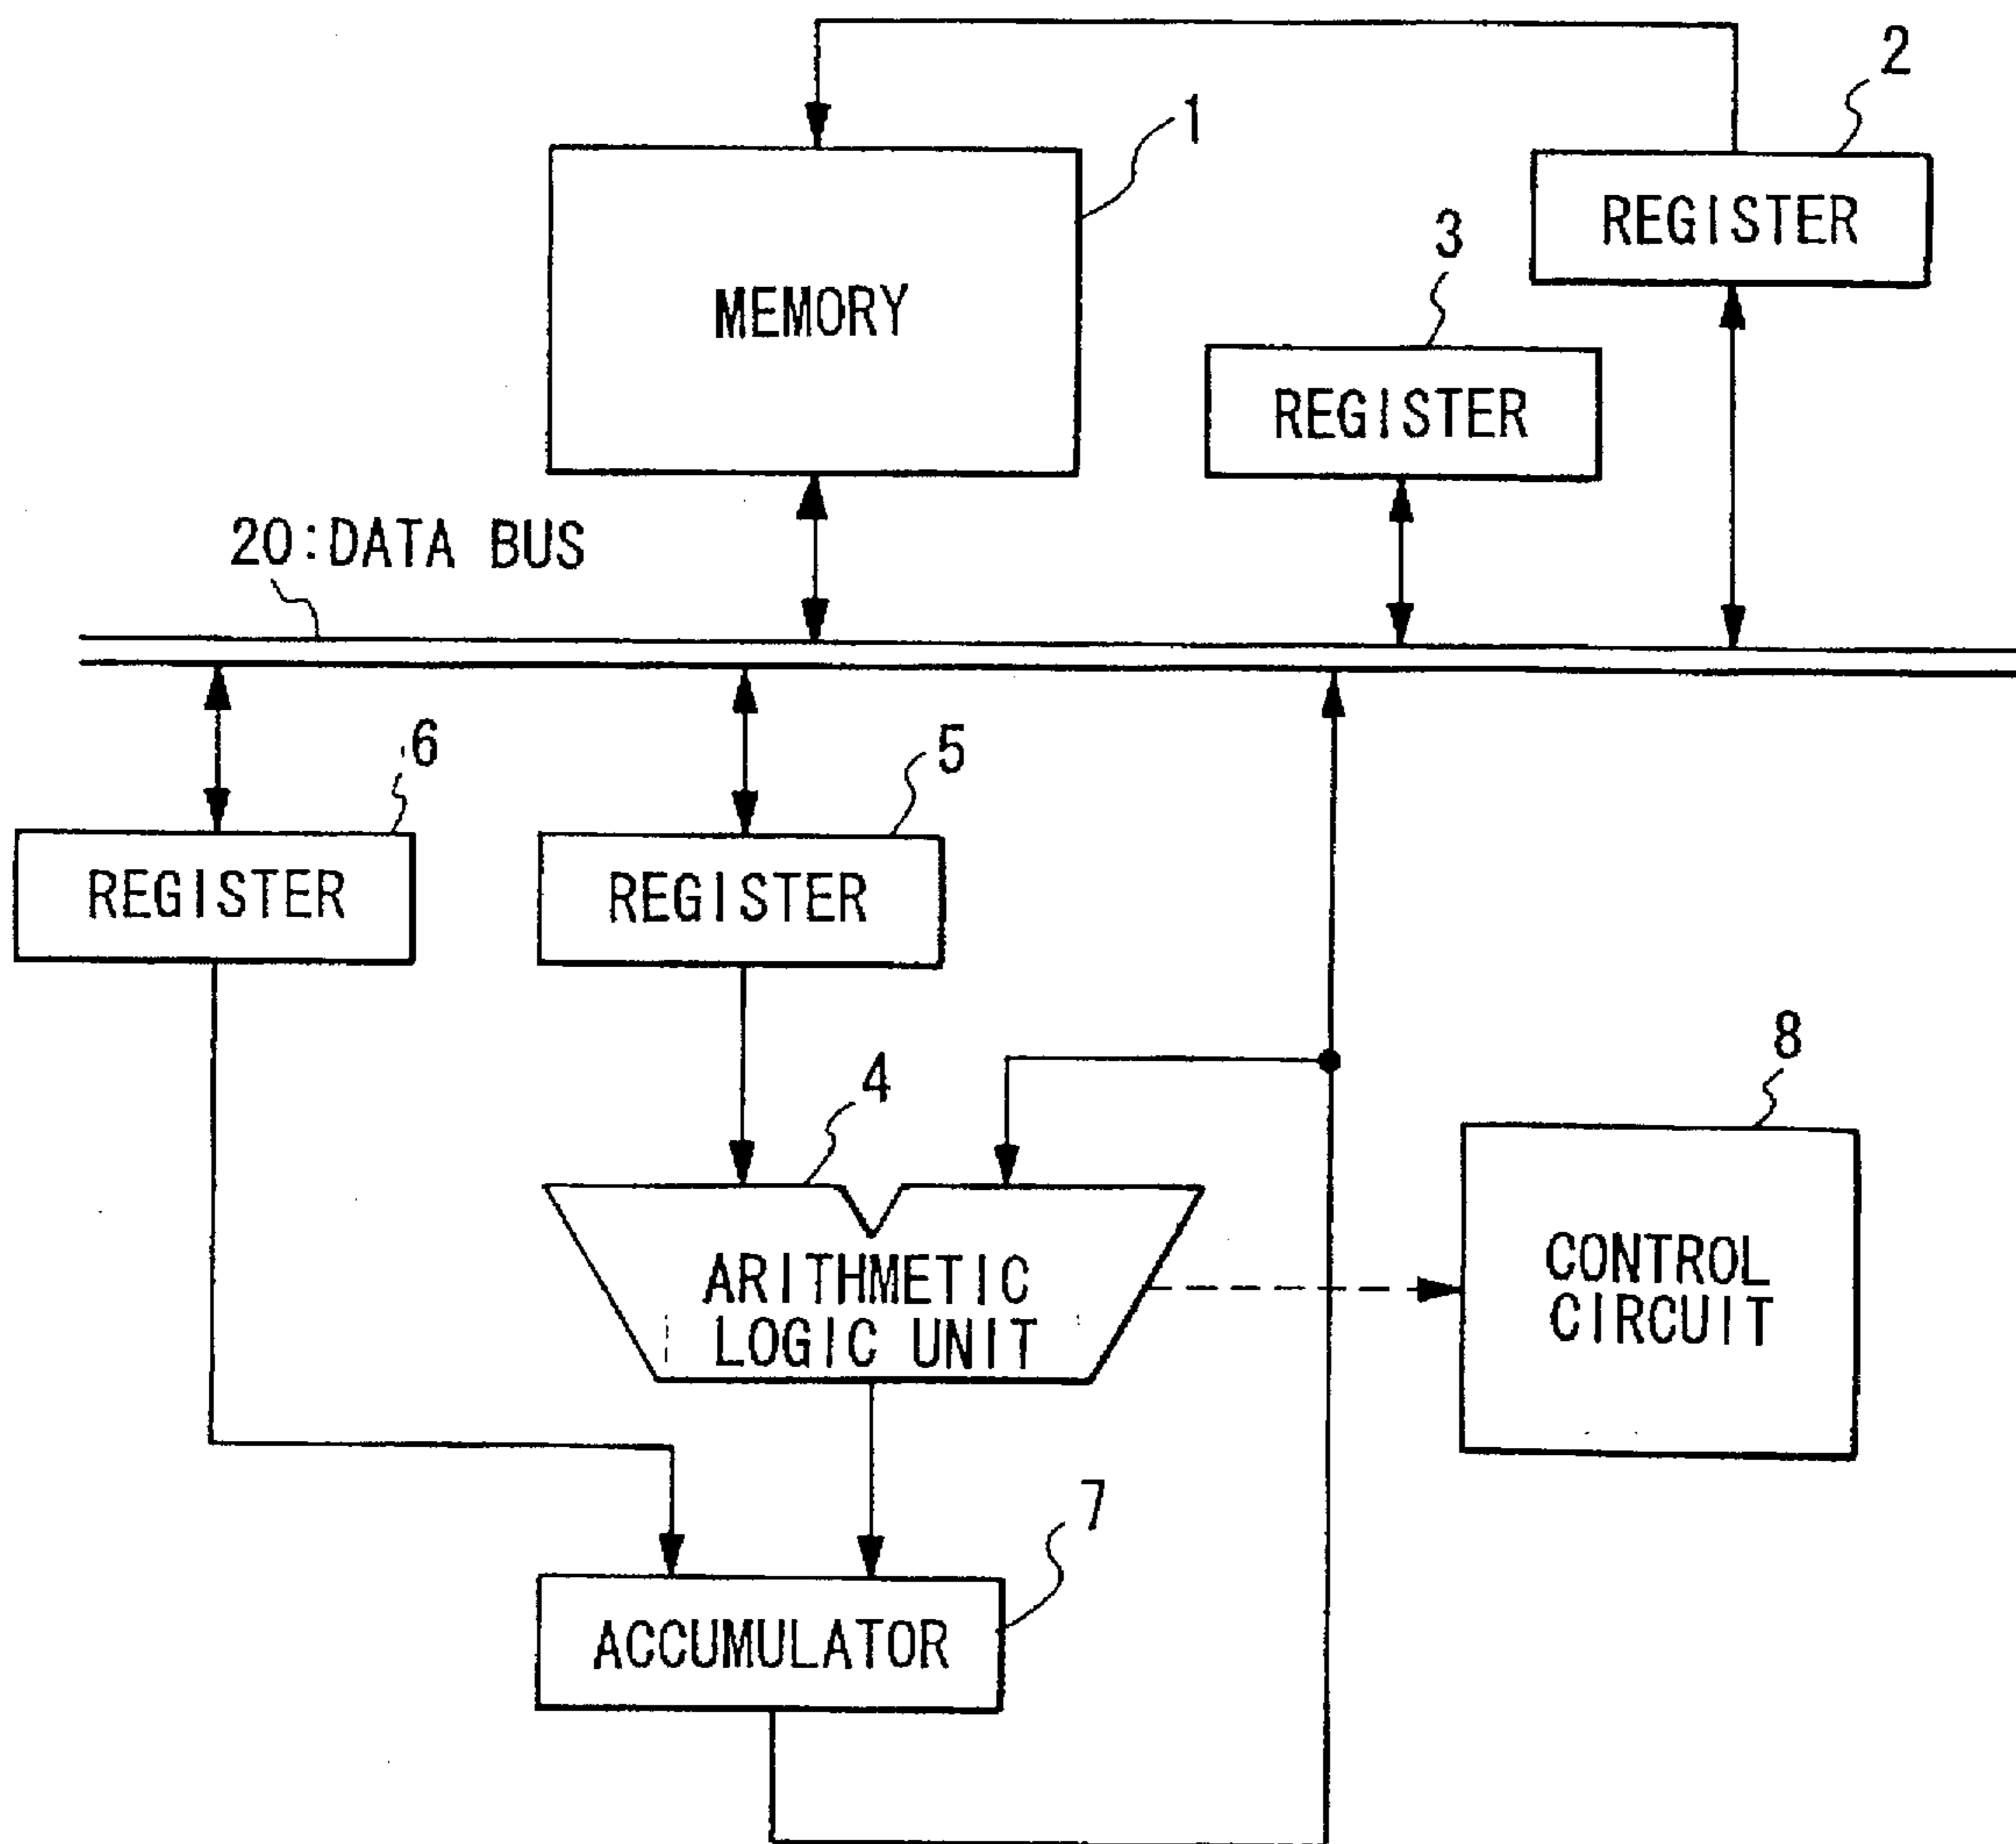 2
1
REGISTER
3
MEMORY
REGISTER
20:DATA BUS
6
5
REGISTER
REGISTER
8
4
CONTROL
CIRCUIT
ARITHMETIC
LOGIC UNIT
7
ACCUMULATOR